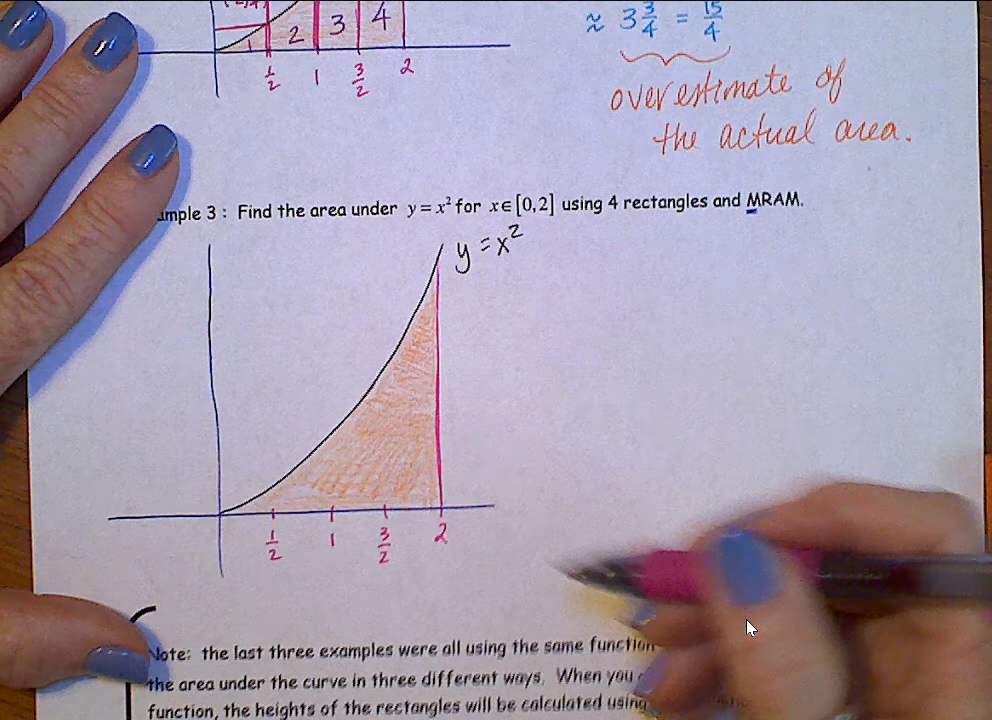 2 3 4
≈ 3 3/4 = 15/4
1/2 1 3/2 2
overestimate of
the actual area.
mple 3 : Find the area under y = x² for x∈[0,2] using 4 rectangles and MRAM.
y = x²
1/2 1 3/2 2
Note: the last three examples were all using the same function
the area under the curve in three different ways. When you
function, the heights of the rectangles will be calculated using